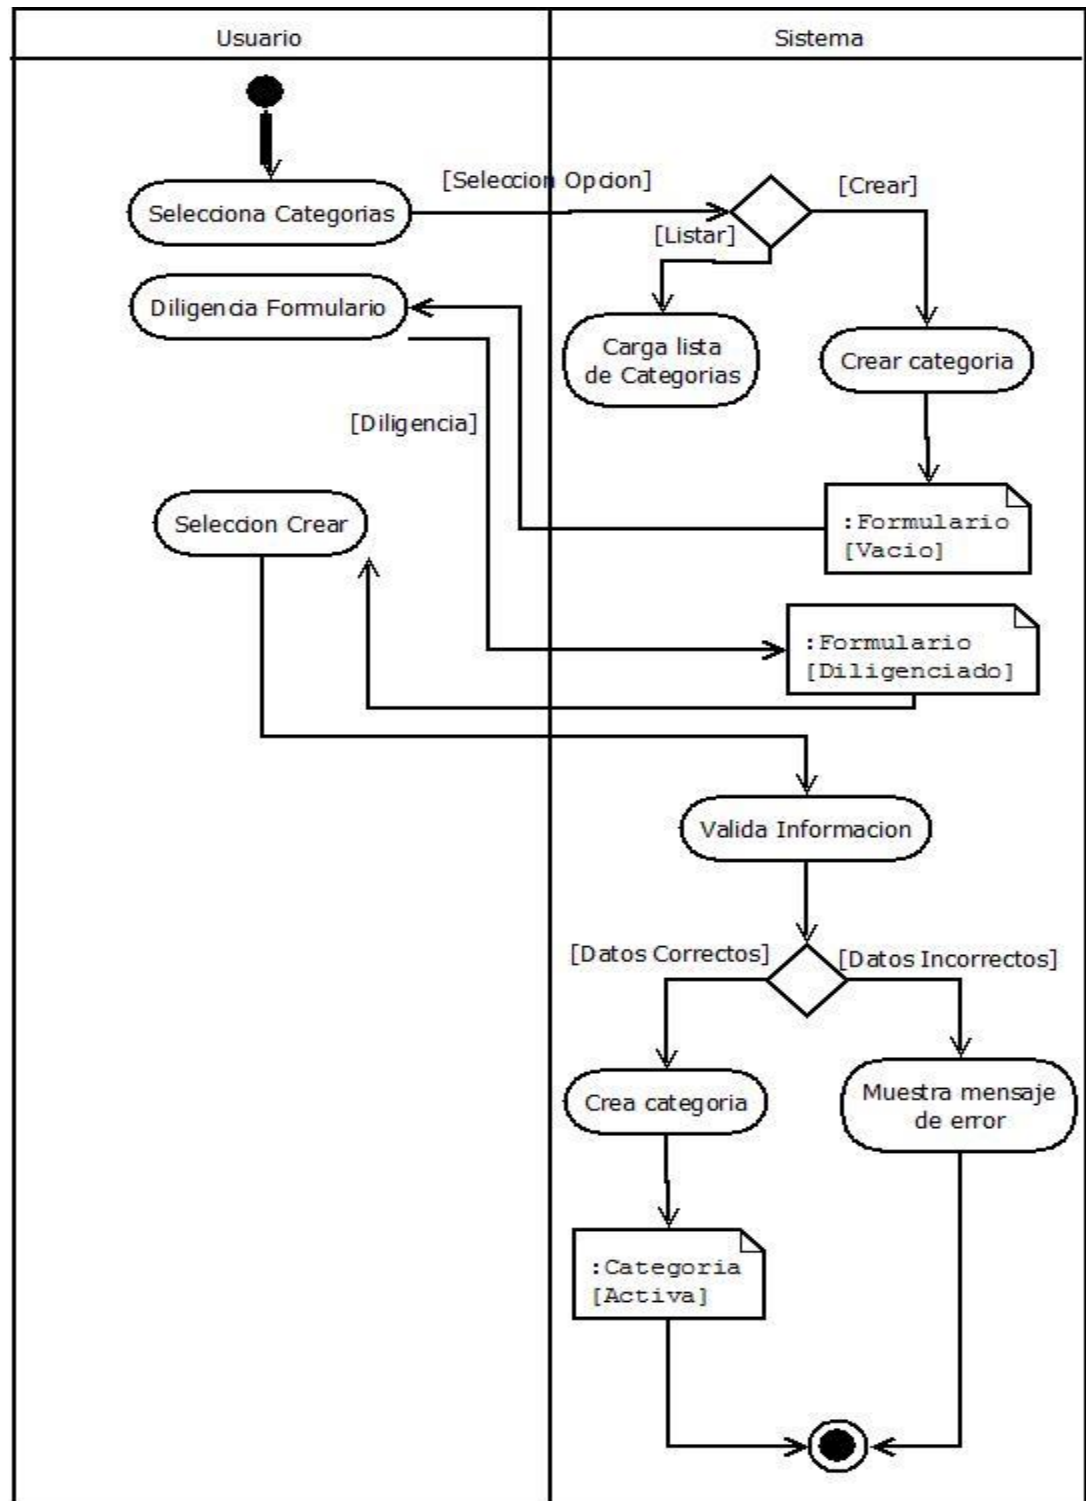 Usuario
Sistema
[Seleccion Opcion]
[Crear]
Selecciona Categorias
[Listar]
Diligencia Formulario
Carga lista
de Categorias
Crear categoria
[Diligencia]
Seleccion Crear
:Formulario
[Vacio]
:Formulario
[Diligenciado]
Valida Informacion
[Datos Correctos]
[Datos Incorrectos]
Crea categoria
Muestra mensaje
de error
:Categoria
[Activa]